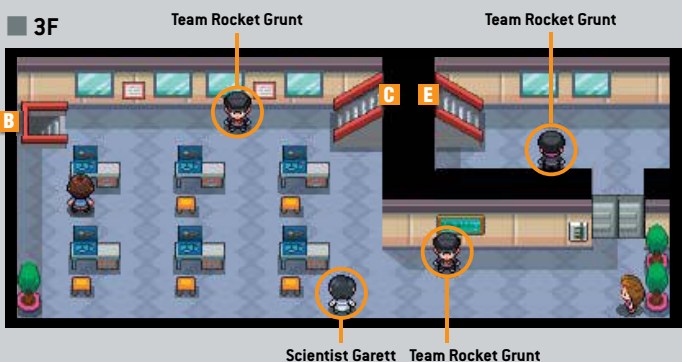 3F
Team Rocket Grunt
Team Rocket Grunt
B
C
E
Scientist Garett
Team Rocket Grunt